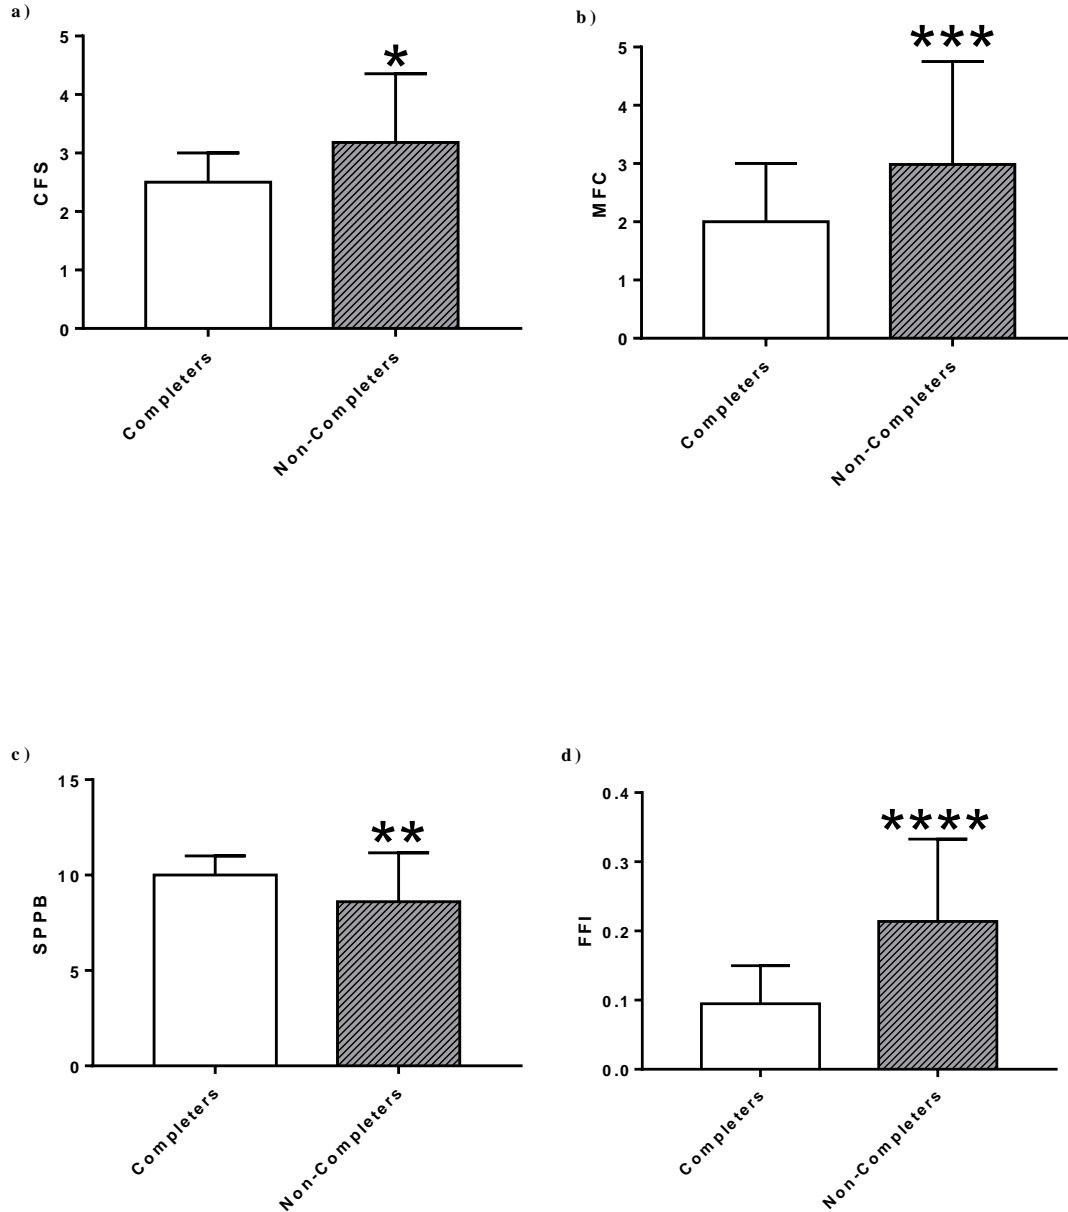 a)
5
4
3
2
1
0
CFS
*
Completers
Non-Completers
b)
5
4
3
2
1
0
MFC
***
Completers
Non-Completers
c)
15
10
5
0
SPPB
**
Completers
Non-Completers
d)
0.4
0.3
0.2
0.1
0.0
FFI
****
Completers
Non-Completers